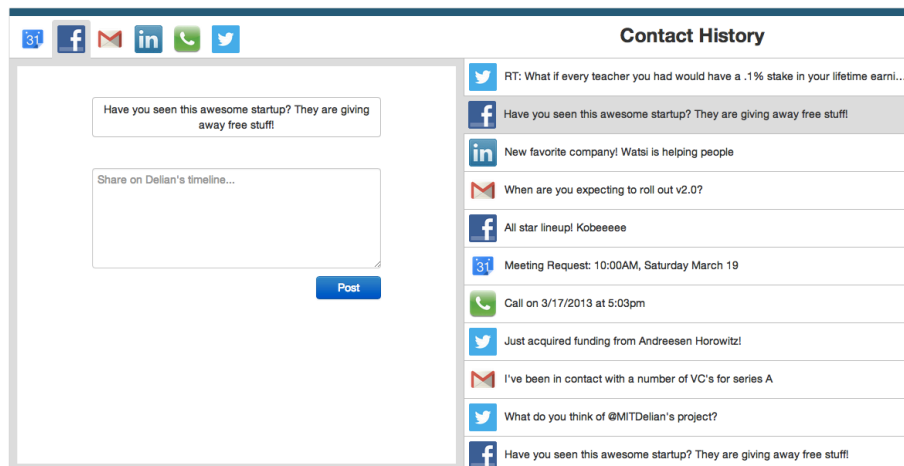 31
f
in
Contact History
Have you seen this awesome startup? They are giving
away free stuff!
Share on Delian's timeline...
Post
RT: What if every teacher you had would have a .1% stake in your lifetime earni...
f
Have you seen this awesome startup? They are giving away free stuff!
in
New favorite company! Watsi is helping people
When are you expecting to roll out v2.0?
f
All star lineup! Kobeeeee
31
Meeting Request: 10:00AM, Saturday March 19
Call on 3/17/2013 at 5:03pm
Just acquired funding from Andreesen Horowitz!
I've been in contact with a number of VC's for series A
What do you think of @MITDelian's project?
f
Have you seen this awesome startup? They are giving away free stuff!